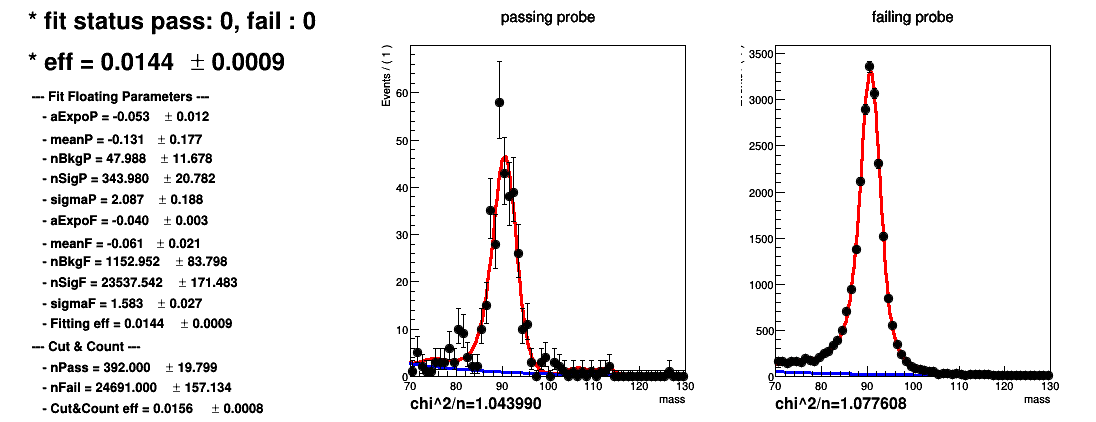 * fit status pass: 0, fail : 0
* eff = 0.0144 ± 0.0009
--- Fit Floating Parameters ---
- aExpoP = -0.053 ± 0.012
- meanP = -0.131 ± 0.177
- nBkgP = 47.988 ± 11.678
- nSigP = 343.980 ± 20.782
- sigmaP = 2.087 ± 0.188
- aExpoF = -0.040 ± 0.003
- meanF = -0.061 ± 0.021
- nBkgF = 1152.952 ± 83.798
- nSigF = 23537.542 ± 171.483
- sigmaF = 1.583 ± 0.027
- Fitting eff = 0.0144 ± 0.0009
--- Cut & Count ---
- nPass = 392.000 ± 19.799
- nFail = 24691.000 ± 157.134
- Cut&Count eff = 0.0156 ± 0.0008
passing probe
Events / ( 1 )
60
50
40
30
20
10
0
70 80 90 100 110 120 130
mass
chi^2/n=1.043990
failing probe
3500
3000
2500
2000
1500
1000
500
0
70 80 90 100 110 120 130
mass
chi^2/n=1.077608